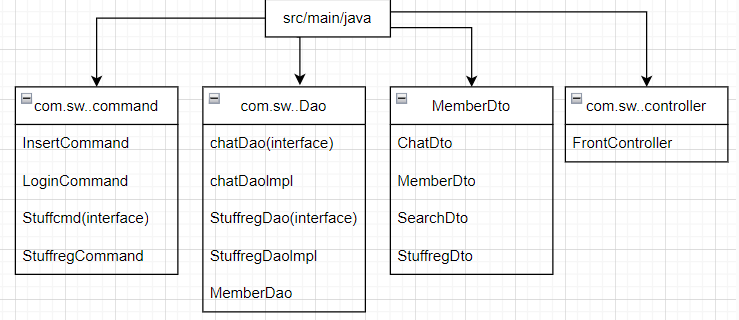 src/main/java
com.sw..command
InsertCommand
LoginCommand
Stuffcmd(interface)
StuffregCommand
com.sw..Dao
chatDao(interface)
chatDaoImpl
StuffregDao(interface)
StuffregDaoImpl
MemberDao
MemberDto
ChatDto
MemberDto
SearchDto
StuffregDto
com.sw..controller
FrontController